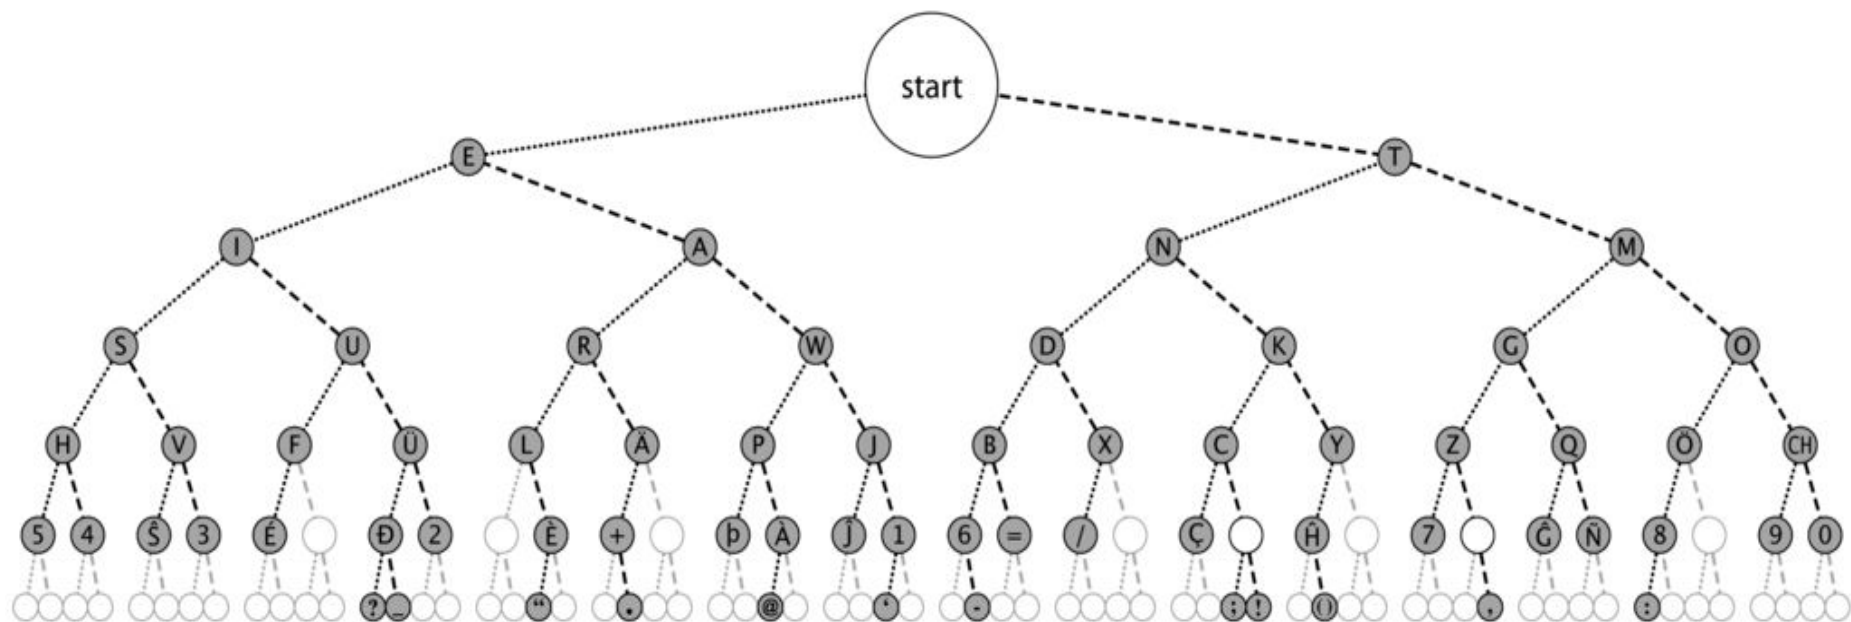 start
E T
I A N M
S U R W D K G O
H V F Ü L Ä P J B X C Y Z Q Ö CH
5 4 Ŝ 3 É Đ 2 È + þ À Ĵ 1 6 = / Ç Ĥ 7 Ĝ Ñ 8 9 0
? _ “ . @ ‘ - ; ! () , :